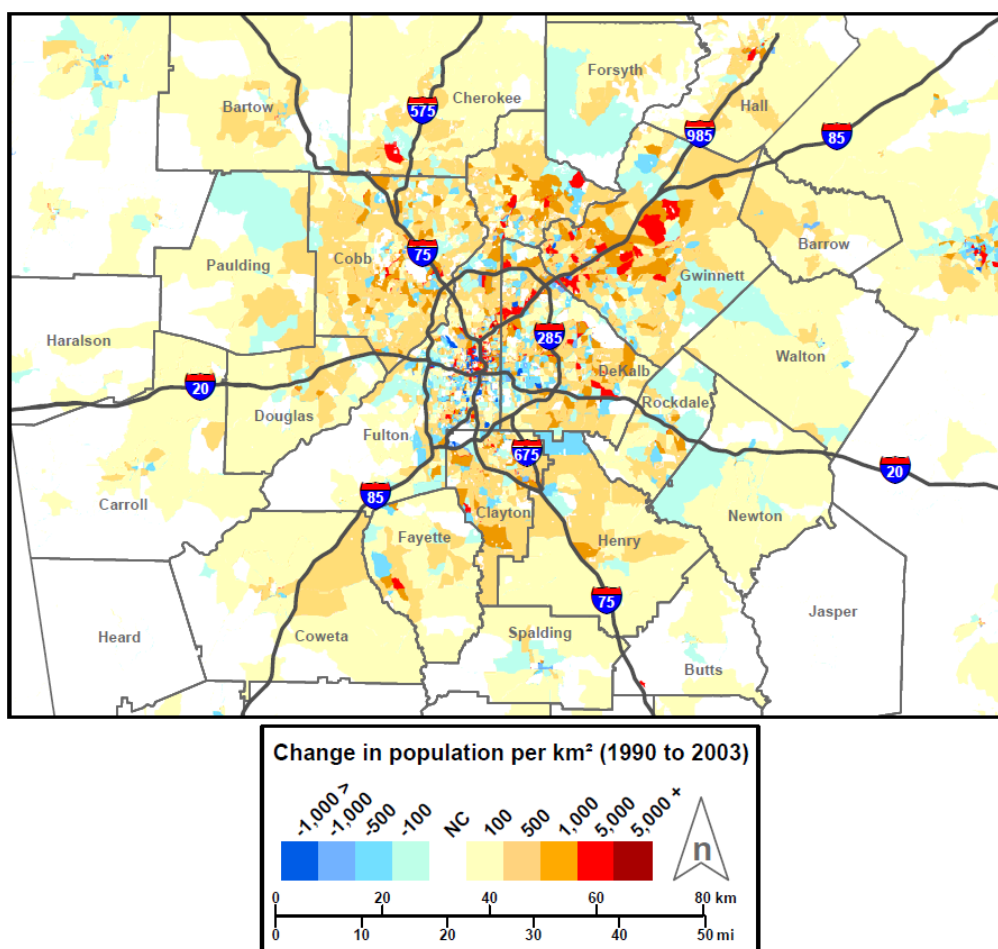 Forsyth
Bartow
575
Cherokee
Hall
985
85
Barrow
Cobb
75
Paulding
Gwinnett
Haralson
285
Walton
20
DeKalb
Rockdale
Douglas
Fulton
675
20
85
Carroll
Clayton
Newton
Fayette
Henry
75
Jasper
Heard
Coweta
Spalding
Butts
Change in population per km² (1990 to 2003)
-1,000 > -1,000 -500 -100 NC 100 500 1,000 5,000 5,000 +
n
0 20 40 60 80 km
0 10 20 30 40 50 mi